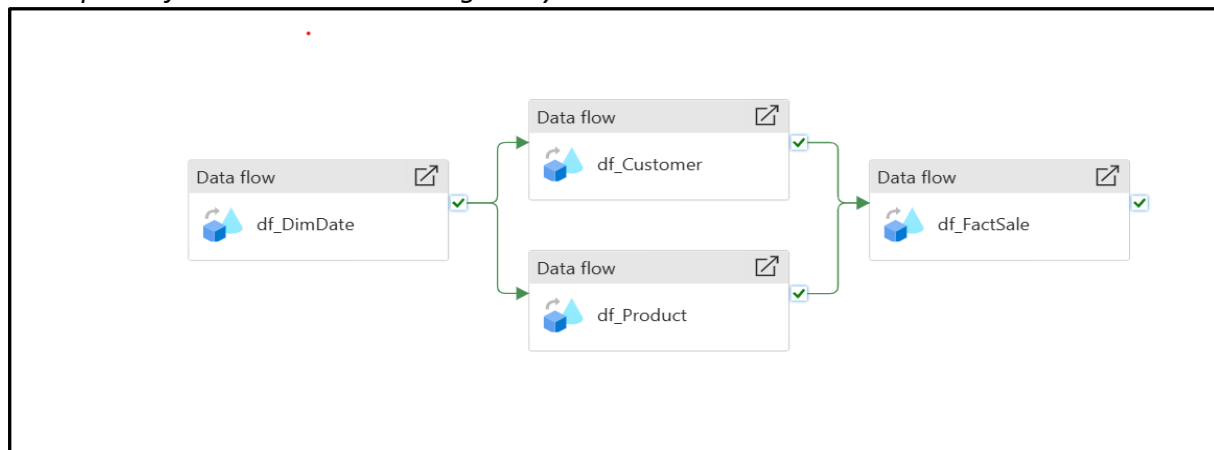 Data flow
df_DimDate
Data flow
df_Customer
Data flow
df_Product
Data flow
df_FactSale